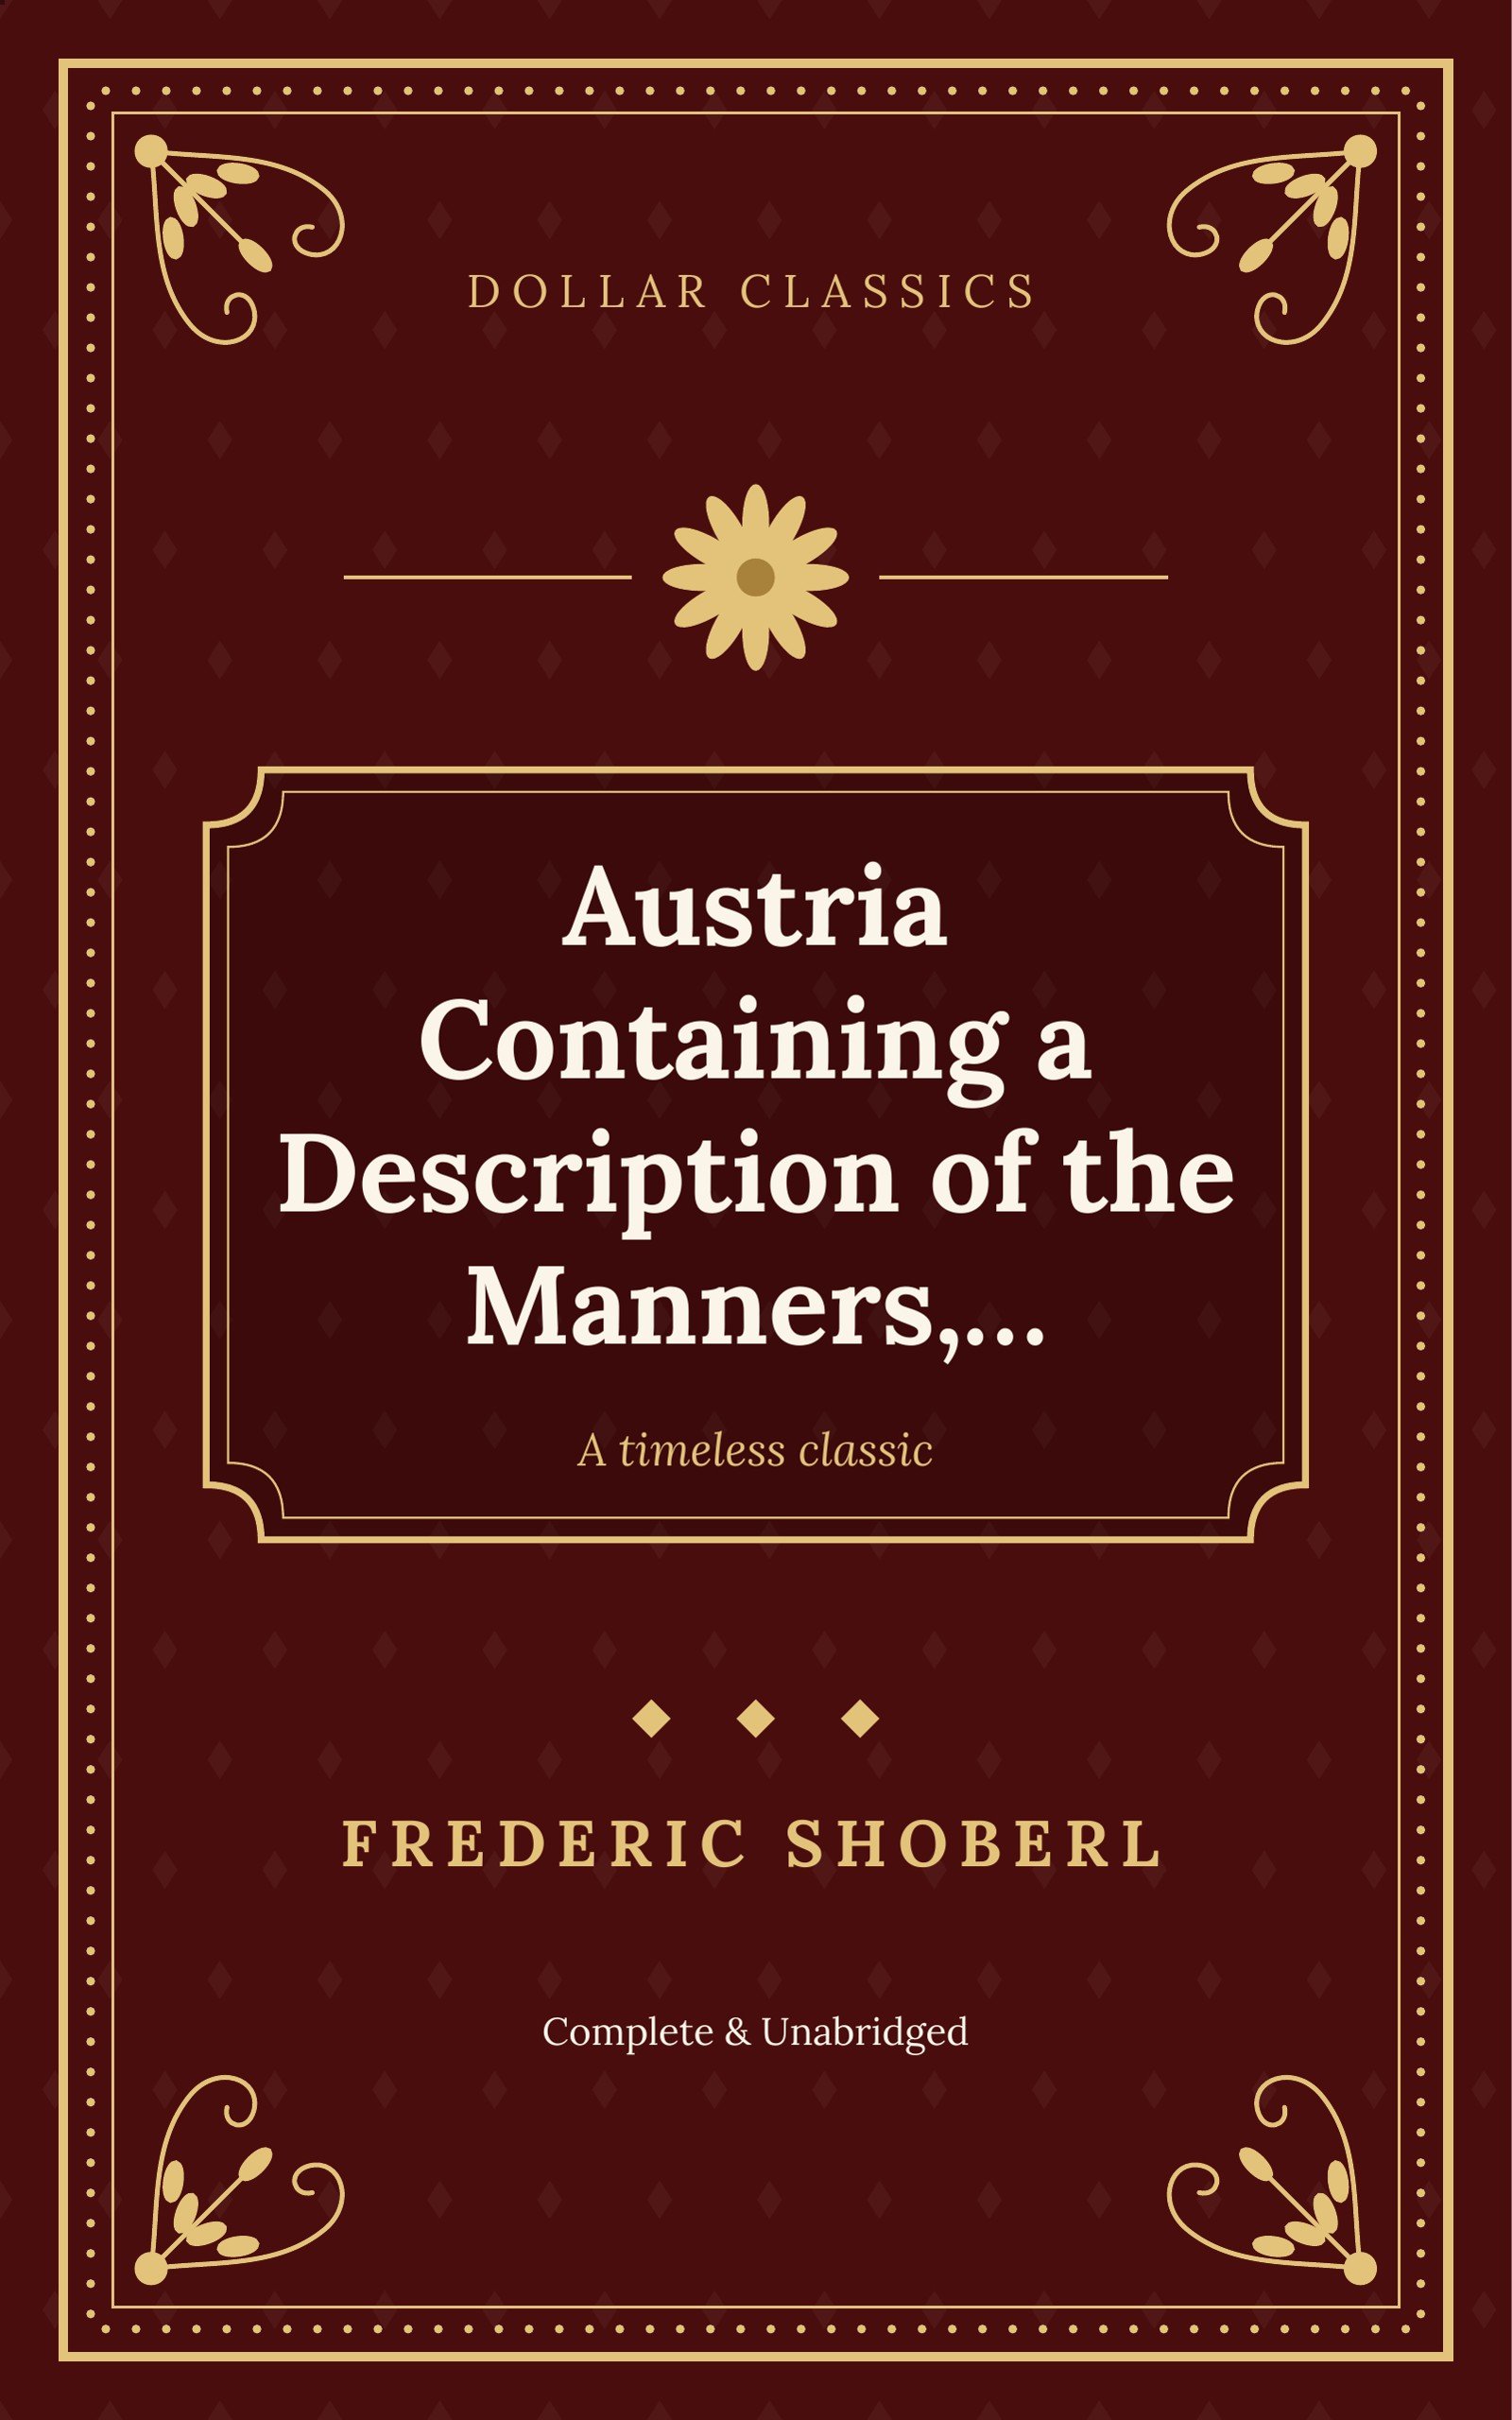 DOLLAR CLASSICS
Austria
Containing a
Description of the
Manners,...
A timeless classic
FREDERIC SHOBERL
Complete & Unabridged